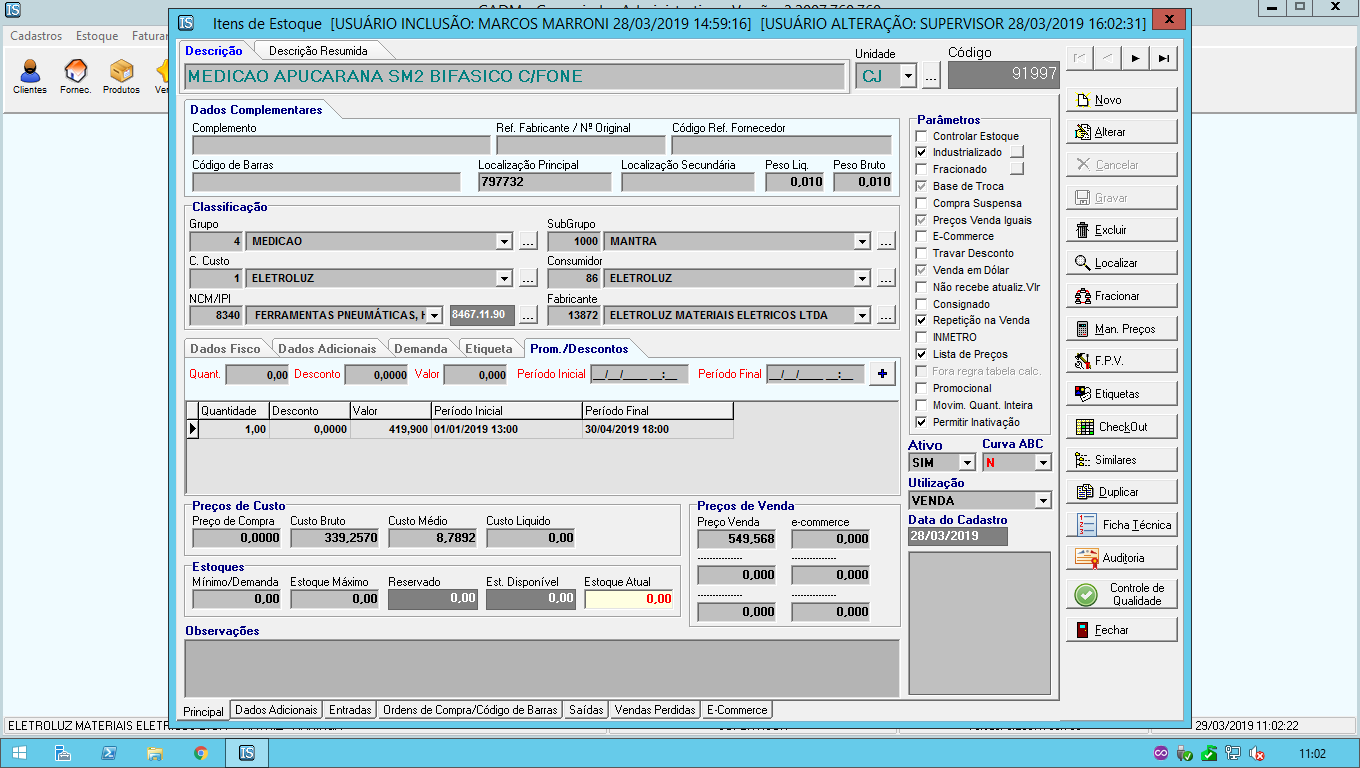 Itens de Estoque [USUÁRIO INCLUSÃO: MARCOS MARRONI 28/03/2019 14:59:16] [USUÁRIO ALTERAÇÃO: SUPERVISOR 28/03/2019 16:02:31]
Cadastros Estoque Faturar
Clientes Fornec. Produtos
Descrição Descrição Resumida
Unidade Código
MEDICAO APUCARANA SM2 BIFASICO C/FONE CJ ... 91997
Dados Complementares
Complemento Ref. Fabricante / Nº Original Código Ref. Fornecedor
Código de Barras Localização Principal Localização Secundária Peso Liq. Peso Bruto
797732 0,010 0,010
Classificação
Grupo SubGrupo
4 MEDICAO ... 1000 MANTRA ...
C. Custo Consumidor
1 ELETROLUZ ... 86 ELETROLUZ ...
NCM/IPI Fabricante
8340 FERRAMENTAS PNEUMÁTICAS, 8467.11.90 ... 13872 ELETROLUZ MATERIAIS ELETRICOS LTDA ...
Dados Fisco Dados Adicionais Demanda Etiqueta Prom./Descontos
Quant. 0,00 Desconto 0,0000 Valor 0,000 Período Inicial __/__/____ __:__ Período Final __/__/____ __:__ +
Quantidade Desconto Valor Período Inicial Período Final
1,00 0,0000 419,900 01/01/2019 13:00 30/04/2019 18:00
Preços de Custo
Preço de Compra Custo Bruto Custo Médio Custo Liquido
0,0000 339,2570 8,7892 0,00
Estoques
Mínimo/Demanda Estoque Máximo Reservado Est. Disponível Estoque Atual
0,00 0,00 0,00 0,00 0,00
Preços de Venda
Preço Venda e-commerce
549,568 0,000
--------------- ---------------
0,000 0,000
--------------- ---------------
0,000 0,000
Observações
Principal Dados Adicionais Entradas Ordens de Compra/Código de Barras Saídas Vendas Perdidas E-Commerce
Parâmetros
Controlar Estoque
Industrializado
Fracionado
Base de Troca
Compra Suspensa
Preços Venda Iguais
E-Commerce
Travar Desconto
Venda em Dólar
Não recebe atualiz.Vlr
Consignado
Repetição na Venda
INMETRO
Lista de Preços
Fora regra tabela calc.
Promocional
Movim. Quant. Inteira
Permitir Inativação
Ativo Curva ABC
SIM N
Utilização
VENDA
Data do Cadastro
28/03/2019
Novo
Alterar
Cancelar
Gravar
Excluir
Localizar
Fracionar
Man. Preços
F.P.V.
Etiquetas
CheckOut
Similares
Duplicar
Ficha Técnica
Auditoria
Controle de
Qualidade
Fechar
29/03/2019 11:02:22
11:02